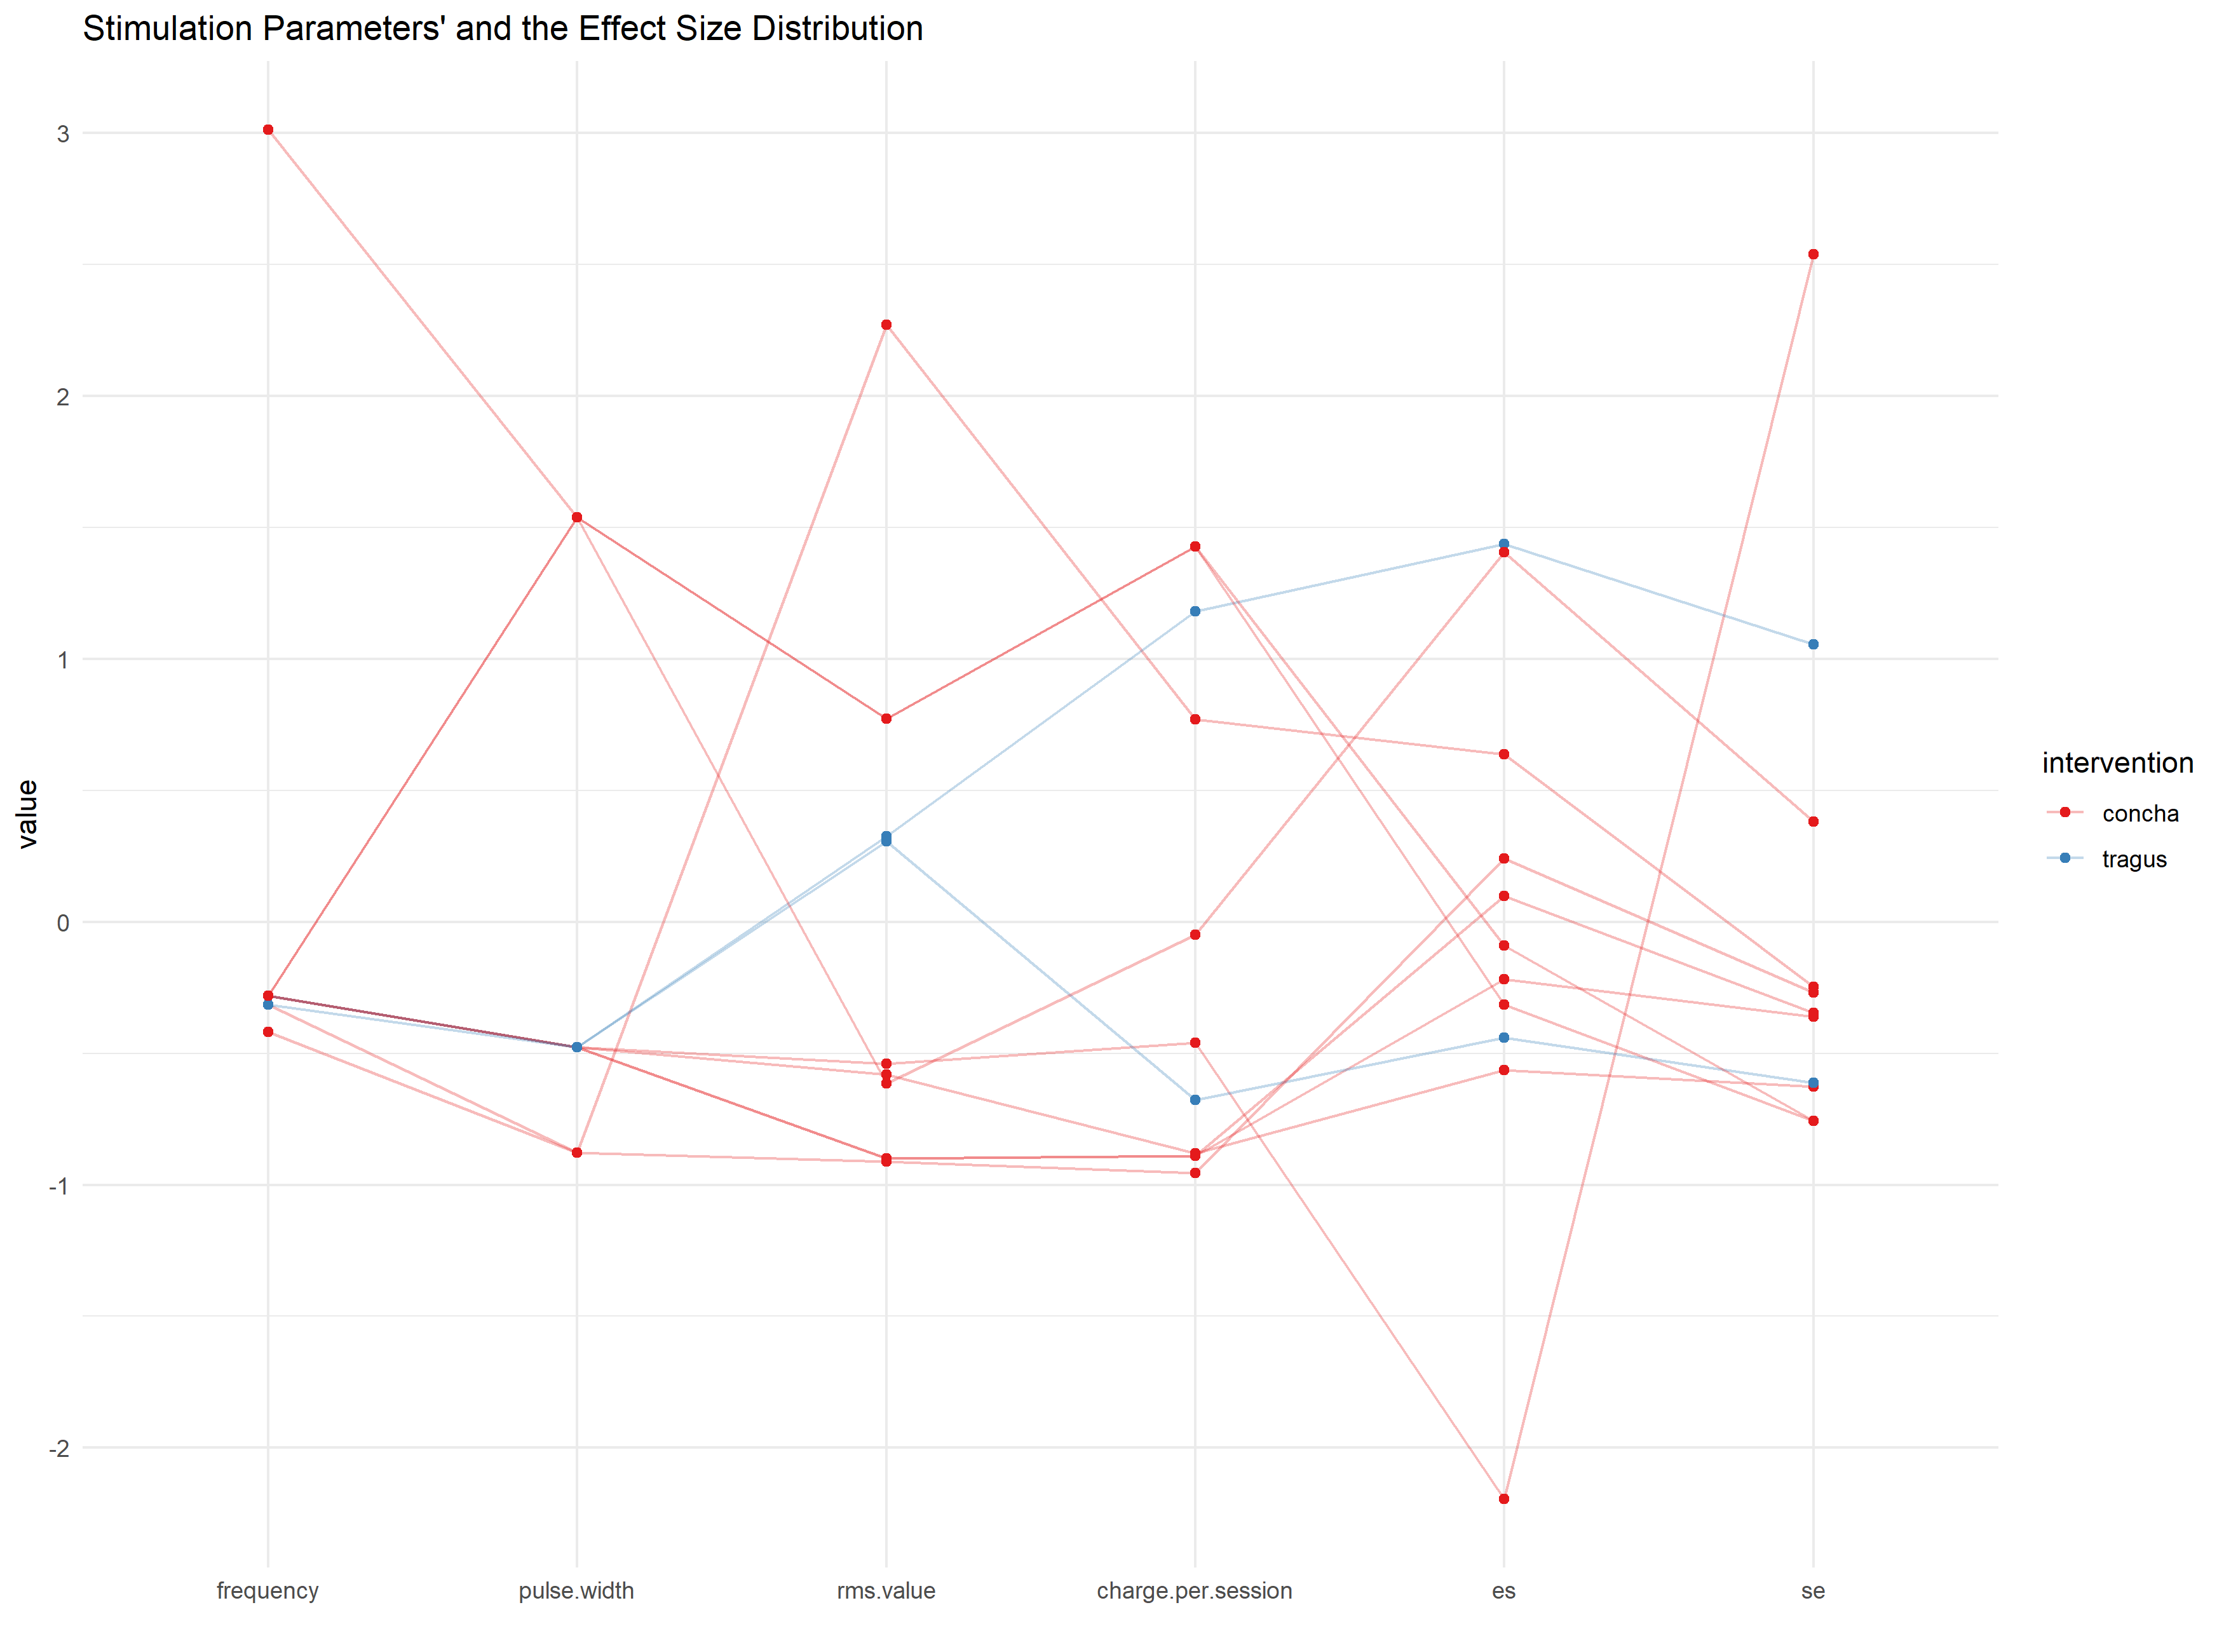 Stimulation Parameters' and the Effect Size Distribution
3
2
1
0
-1
-2
value
frequency
pulse.width
rms.value
charge.per.session
es
se
intervention
concha
tragus